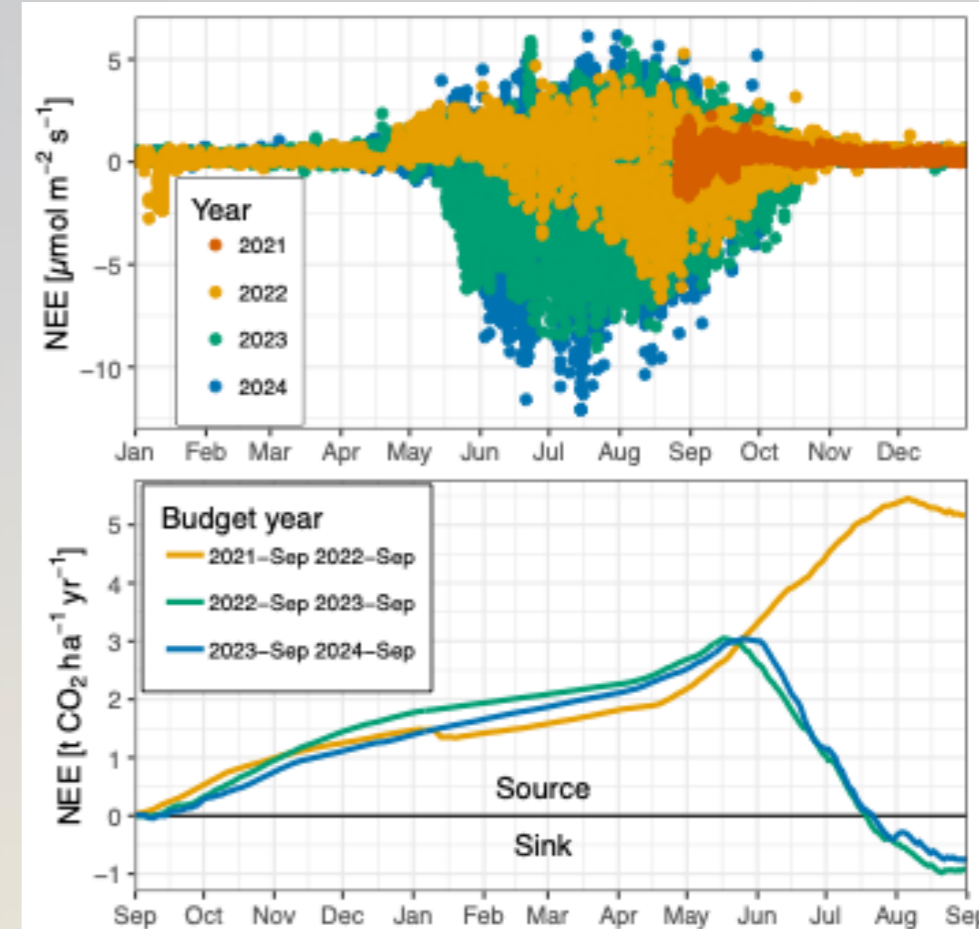 NEE [μmol m⁻² s⁻¹]
5
0
−5
−10
Year
2021
2022
2023
2024
Jan Feb Mar Apr May Jun Jul Aug Sep Oct Nov Dec
NEE [t CO₂ ha⁻¹ yr⁻¹]
5
4
3
2
1
0
−1
Budget year
2021−Sep 2022−Sep
2022−Sep 2023−Sep
2023−Sep 2024−Sep
Source
Sink
Sep Oct Nov Dec Jan Feb Mar Apr May Jun Jul Aug Sep